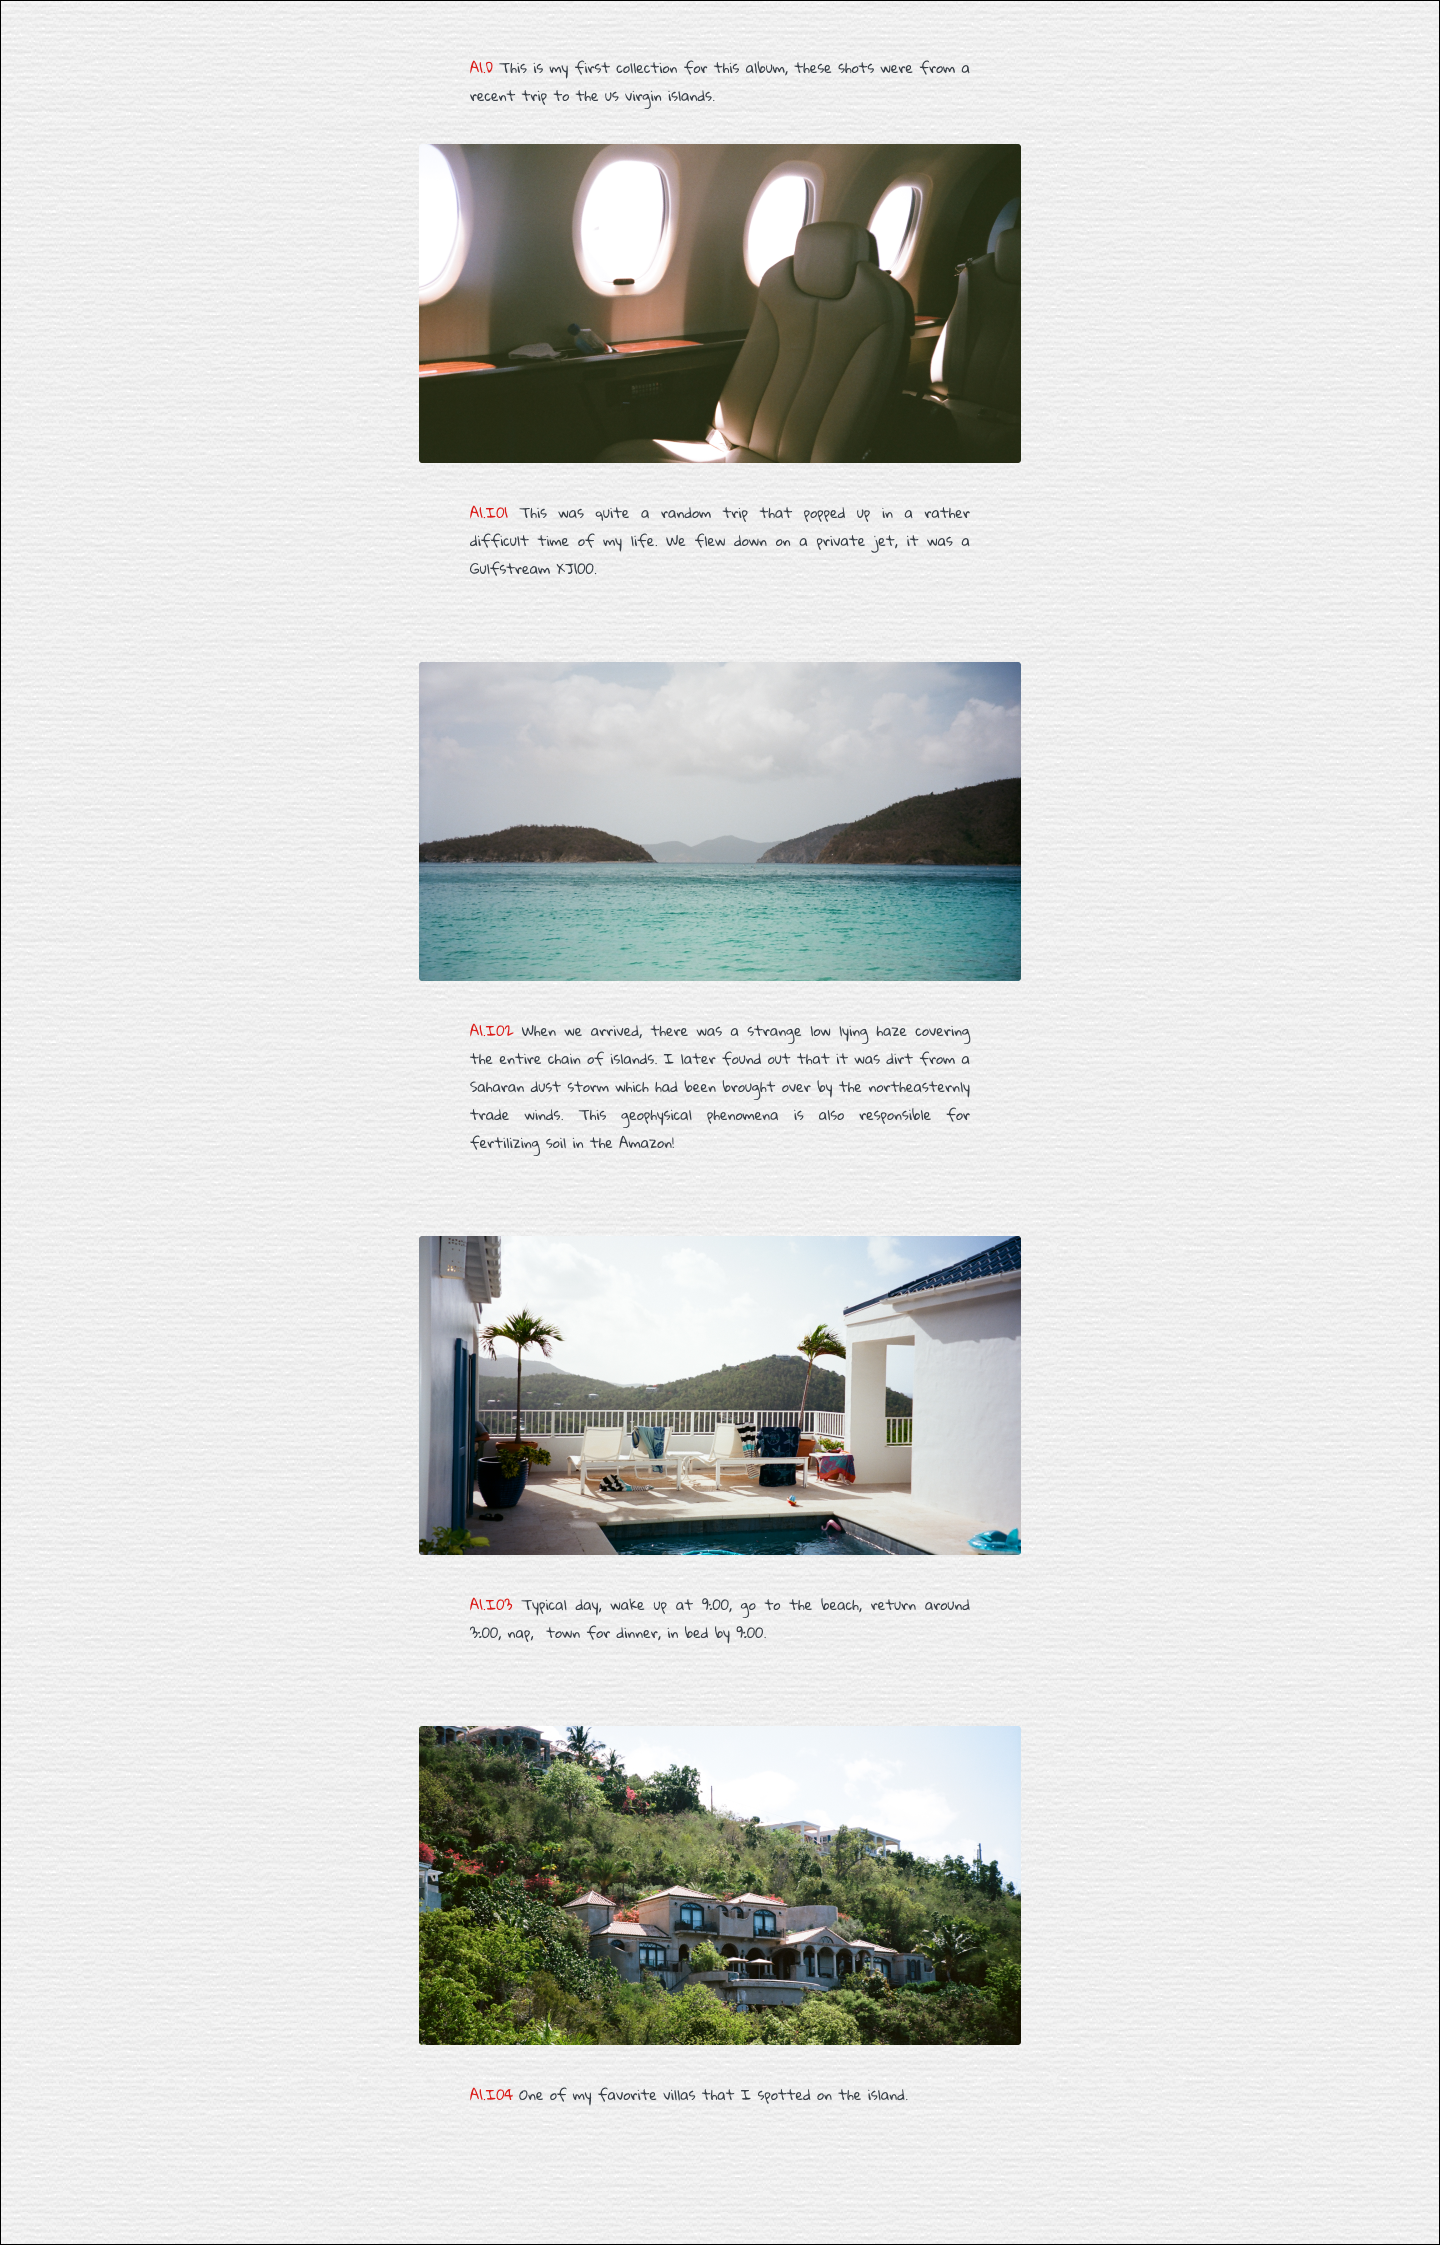 A1.D This is my first collection for this album, these shots were from a
recent trip to the us virgin islands.
A1.I01 This was quite a random trip that popped up in a rather
difficult time of my life. We flew down on a private jet, it was a
Gulfstream XJ100.
A1.I02 When we arrived, there was a strange low lying haze covering
the entire chain of islands. I later found out that it was dirt from a
Saharan dust storm which had been brought over by the northeasternly
trade winds. This geophysical phenomena is also responsible for
fertilizing soil in the Amazon!
A1.I03 Typical day, wake up at 9:00, go to the beach, return around
3:00, nap, town for dinner, in bed by 9:00.
A1.I04 One of my favorite villas that I spotted on the island.